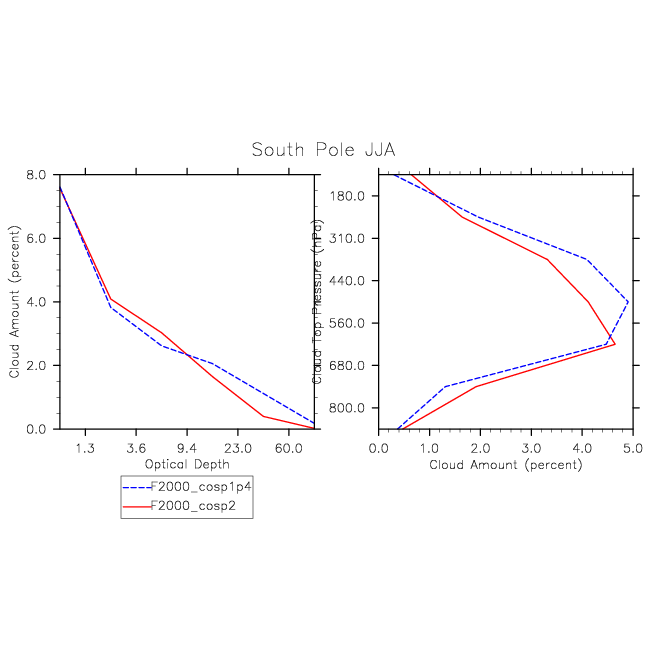 South Pole JJA
8.0
6.0
4.0
2.0
0.0
Cloud Amount (percent)
1.3 3.6 9.4 23.0 60.0
Optical Depth
180.0
310.0
440.0
560.0
680.0
800.0
Cloud Top Pressure (hPa)
0.0 1.0 2.0 3.0 4.0 5.0
Cloud Amount (percent)
F2000_cosp1p4
F2000_cosp2